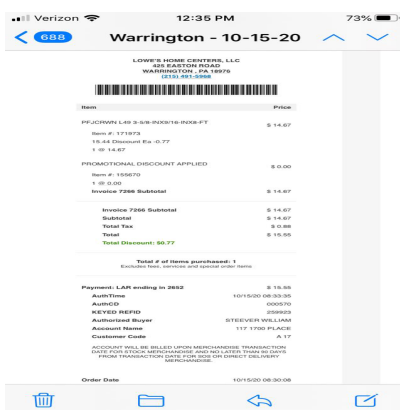 Verizon 12:35 PM 73%
688 Warrington - 10-15-20
LOWE'S HOME CENTERS, LLC
425 EASTON ROAD
WARRINGTON , PA 18976
(215) 491-5968
Item Price
PFJCRWN L49 3-5/8-INX9/16-INX8-FT $ 14.67
Item #: 171973
15.44 Discount Ea -0.77
1 @ 14.67
PROMOTIONAL DISCOUNT APPLIED $ 0.00
Item #: 155670
1 @ 0.00
Invoice 7266 Subtotal $ 14.67
Invoice 7266 Subtotal $ 14.67
Subtotal $ 14.67
Total Tax $ 0.88
Total $ 15.55
Total Discount: $0.77
Total # of items purchased: 1
Excludes fees, services and special order items
Payment: LAR ending in 2652 $ 15.55
AuthTime 10/15/20 08:33:35
AuthCD 000570
KEYED REFID 259923
Authorized Buyer STEEVER WILLIAM
Account Name 117 1700 PLACE
Customer Code A 17
ACCOUNT WILL BE BILLED UPON MERCHANDISE TRANSACTION
DATE FOR STOCK MERCHANDISE AND NO LATER THAN 90 DAYS
FROM TRANSACTION DATE FOR SOS OR DIRECT DELIVERY
MERCHANDISE.
Order Date 10/15/20 08:30:08